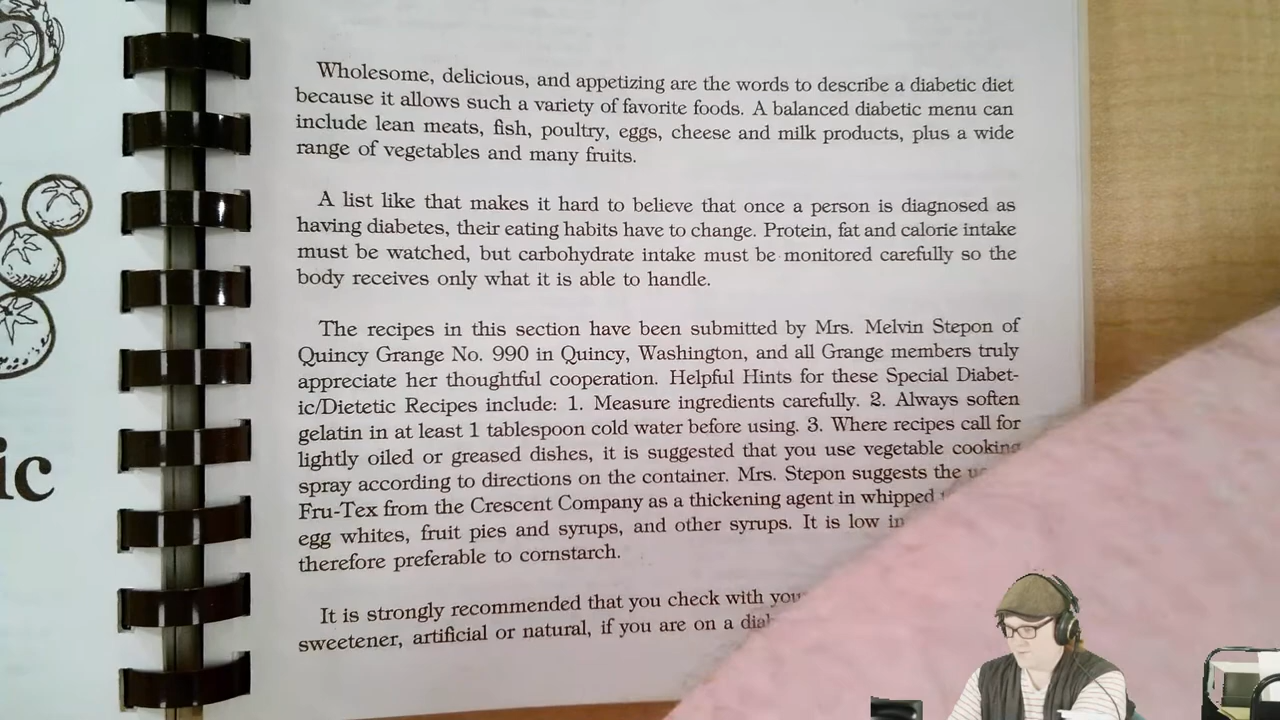 ic
Wholesome, delicious, and appetizing are the words to describe a diabetic diet
because it allows such a variety of favorite foods. A balanced diabetic menu can
include lean meats, fish, poultry, eggs, cheese and milk products, plus a wide
range of vegetables and many fruits.
A list like that makes it hard to believe that once a person is diagnosed as
having diabetes, their eating habits have to change. Protein, fat and calorie intake
must be watched, but carbohydrate intake must be monitored carefully so the
body receives only what it is able to handle.
The recipes in this section have been submitted by Mrs. Melvin Stepon of
Quincy Grange No. 990 in Quincy, Washington, and all Grange members truly
appreciate her thoughtful cooperation. Helpful Hints for these Special Diabet-
ic/Dietetic Recipes include: 1. Measure ingredients carefully. 2. Always soften
gelatin in at least 1 tablespoon cold water before using. 3. Where recipes call for
lightly oiled or greased dishes, it is suggested that you use vegetable cooking
spray according to directions on the container. Mrs. Stepon suggests the
Fru-Tex from the Crescent Company as a thickening agent in whipped
egg whites, fruit pies and syrups, and other syrups. It is low in
therefore preferable to cornstarch.
It is strongly recommended that you check with
sweetener, artificial or natural, if you are on a